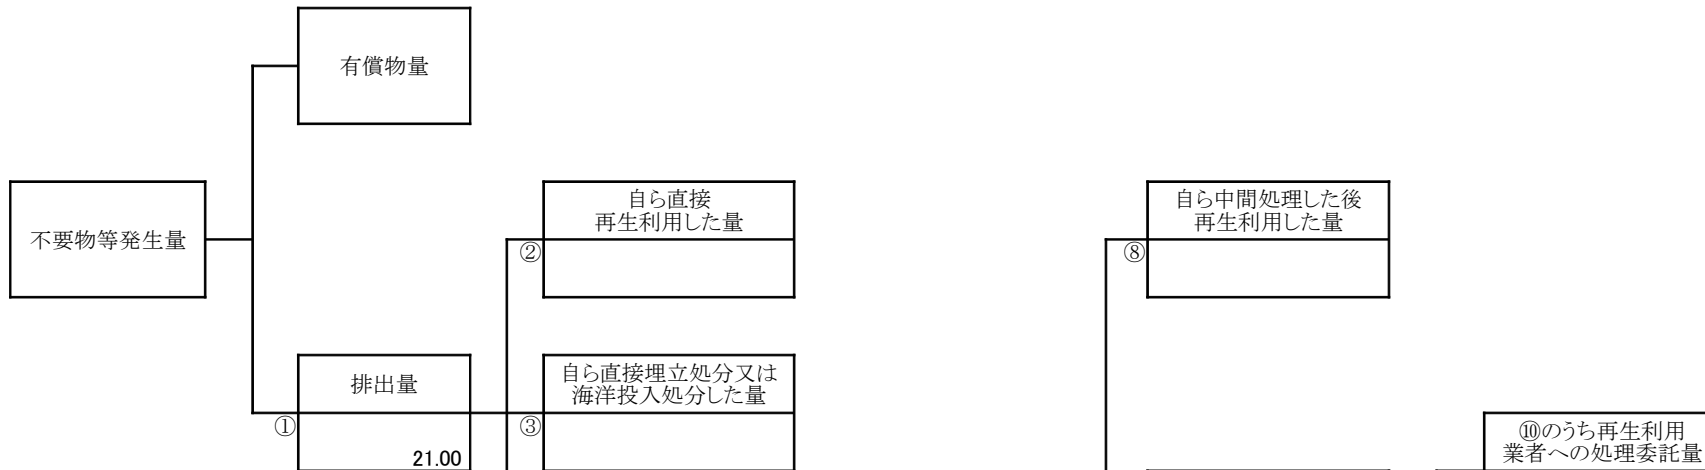 有償物量
不要物等発生量
自ら直接
再生利用した量
②
自ら中間処理した後
再生利用した量
⑧
排出量
①
21.00
自ら直接埋立処分又は
海洋投入処分した量
③
⑩のうち再生利用
業者への処理委託量